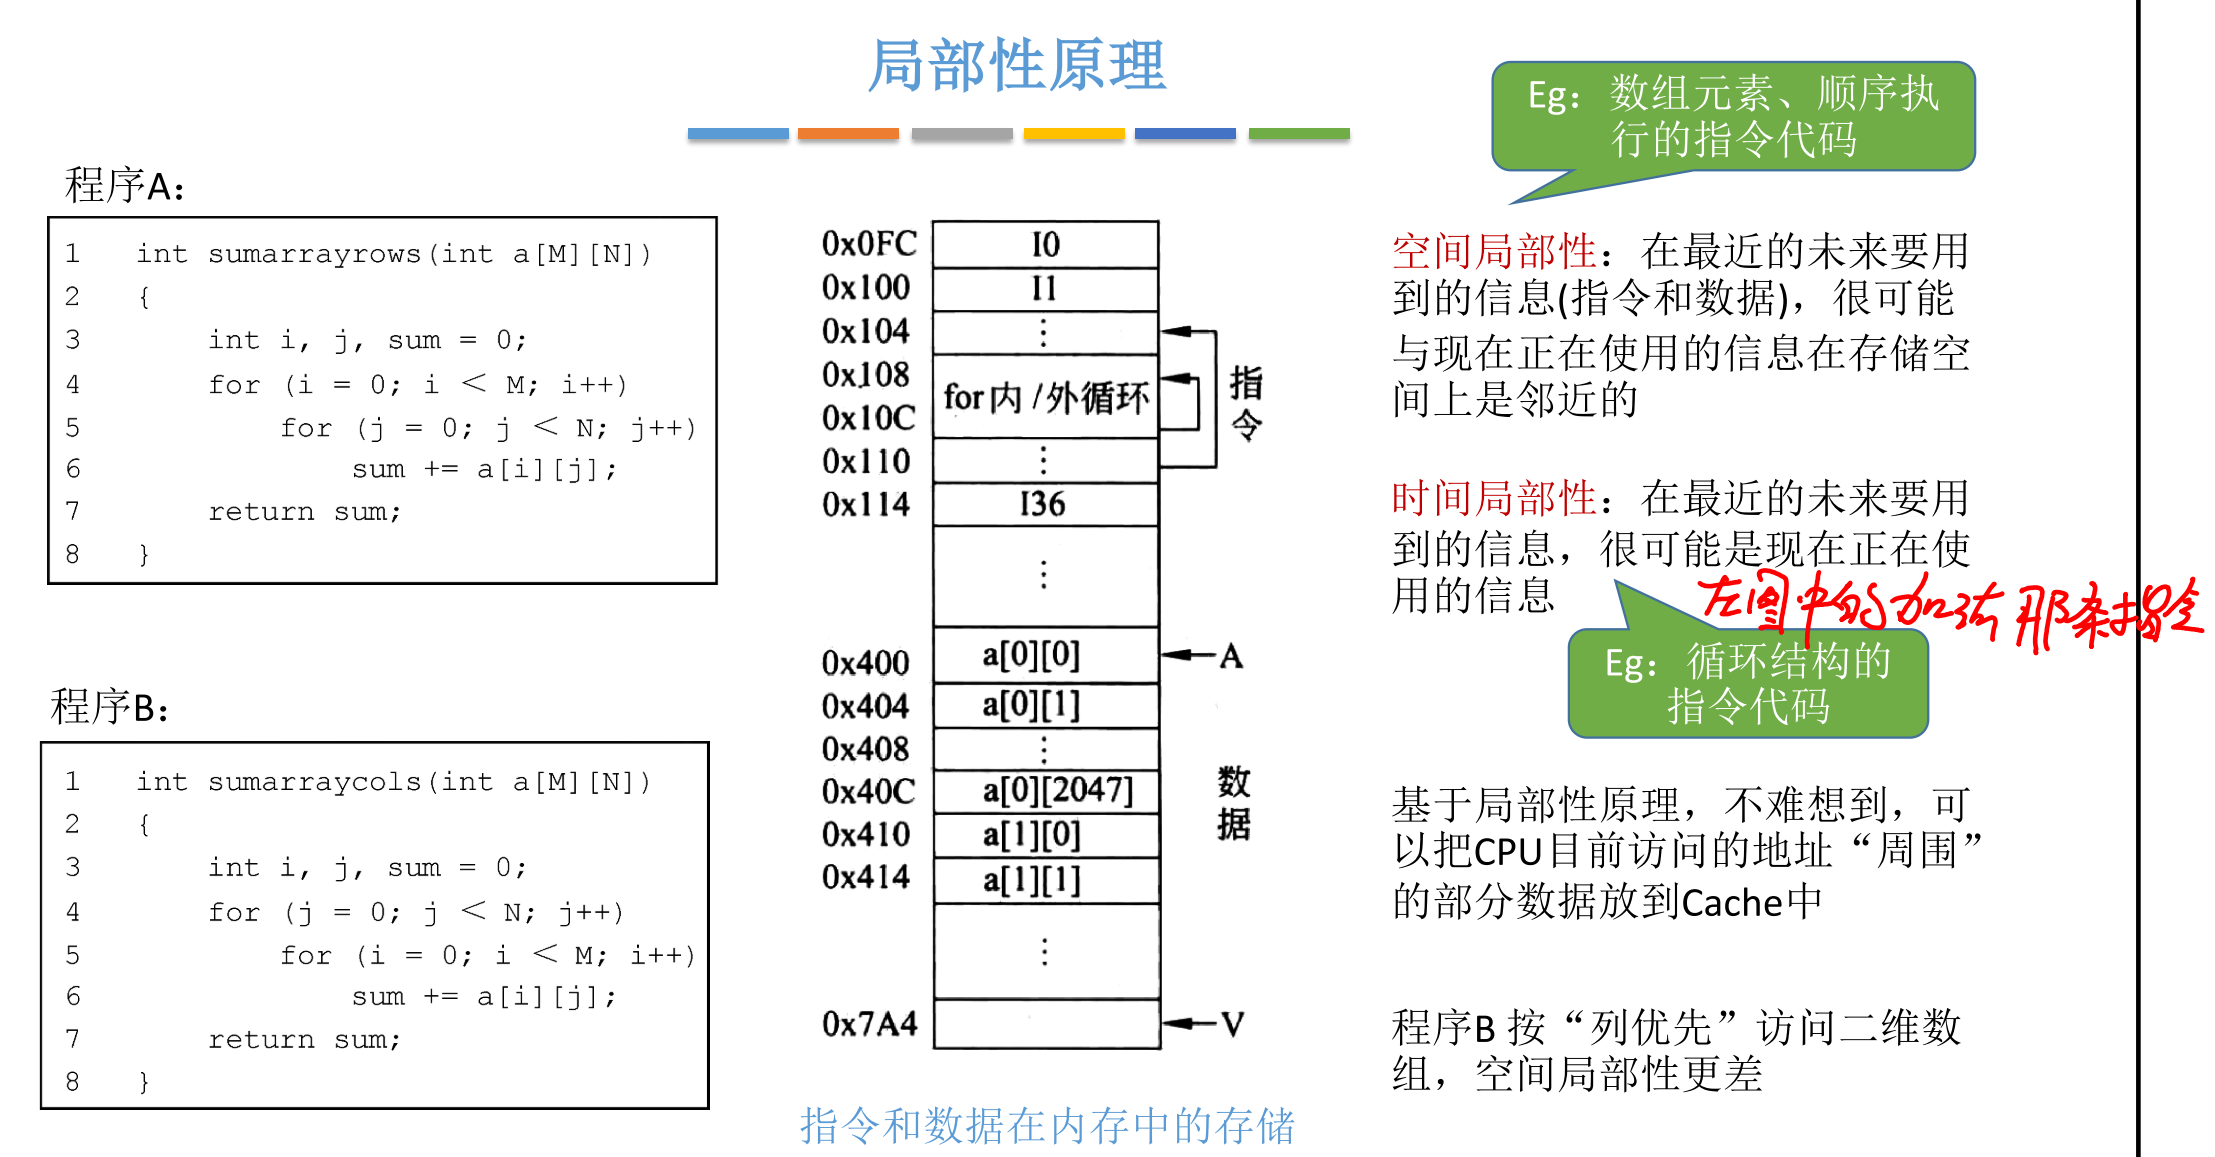 局部性原理
Eg：数组元素、顺序执
行的指令代码
程序A：
1 int sumarrayrows(int a[M][N])
2 {
3 int i, j, sum = 0;
4 for (i = 0; i < M; i++)
5 for (j = 0; j < N; j++)
6 sum += a[i][j];
7 return sum;
8 }
程序B：
1 int sumarraycols(int a[M][N])
2 {
3 int i, j, sum = 0;
4 for (j = 0; j < N; j++)
5 for (i = 0; i < M; i++)
6 sum += a[i][j];
7 return sum;
8 }
0x0FC I0
0x100 I1
0x104 ⋮
0x108
for内/外循环
0x10C
0x110 ⋮
0x114 I36
⋮
指令
0x400 a[0][0] A
0x404 a[0][1]
0x408 ⋮
0x40C a[0][2047]
0x410 a[1][0]
0x414 a[1][1]
⋮
数据
0x7A4 V
指令和数据在内存中的存储
空间局部性：在最近的未来要用
到的信息(指令和数据)，很可能
与现在正在使用的信息在存储空
间上是邻近的
时间局部性：在最近的未来要用
到的信息，很可能是现在正在使
用的信息
左图中的加法那条指令
Eg：循环结构的
指令代码
基于局部性原理，不难想到，可
以把CPU目前访问的地址“周围”
的部分数据放到Cache中
程序B 按“列优先”访问二维数
组，空间局部性更差